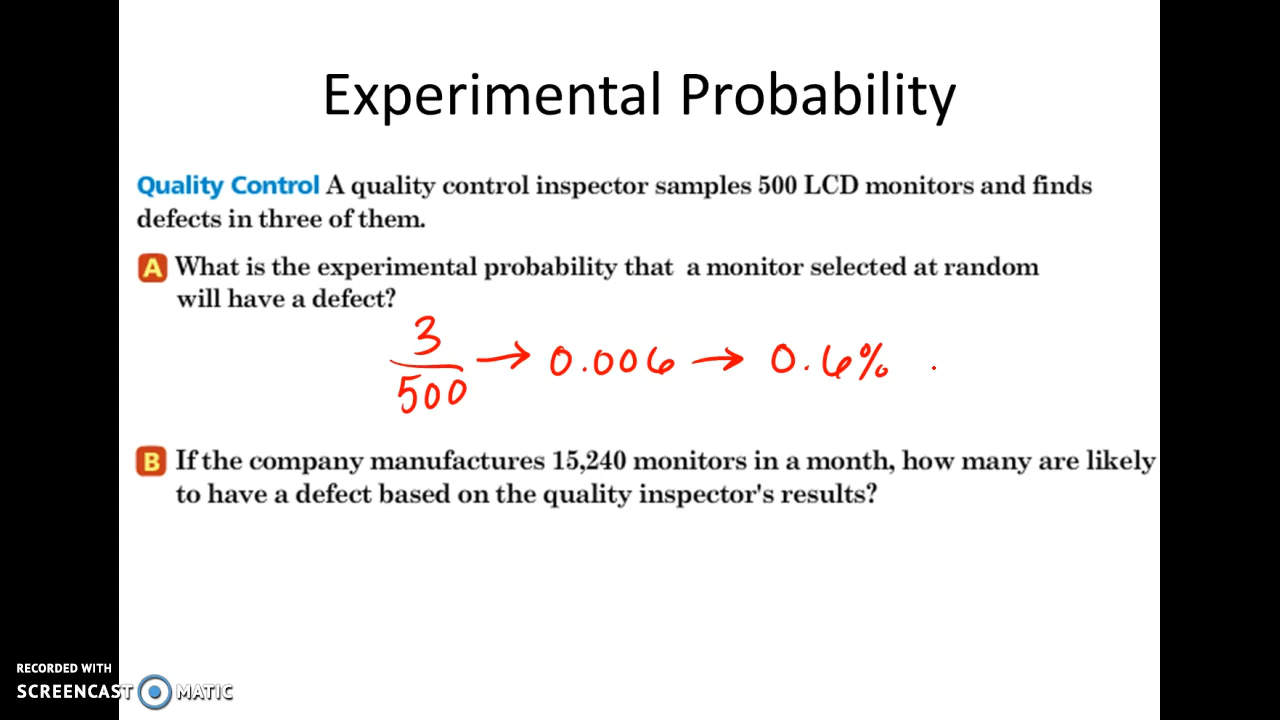 Experimental Probability
Quality Control A quality control inspector samples 500 LCD monitors and finds
defects in three of them.
A What is the experimental probability that a monitor selected at random
will have a defect?
3
500 → 0.006 → 0.6%
B If the company manufactures 15,240 monitors in a month, how many are likely
to have a defect based on the quality inspector's results?
RECORDED WITH
SCREENCAST MATIC